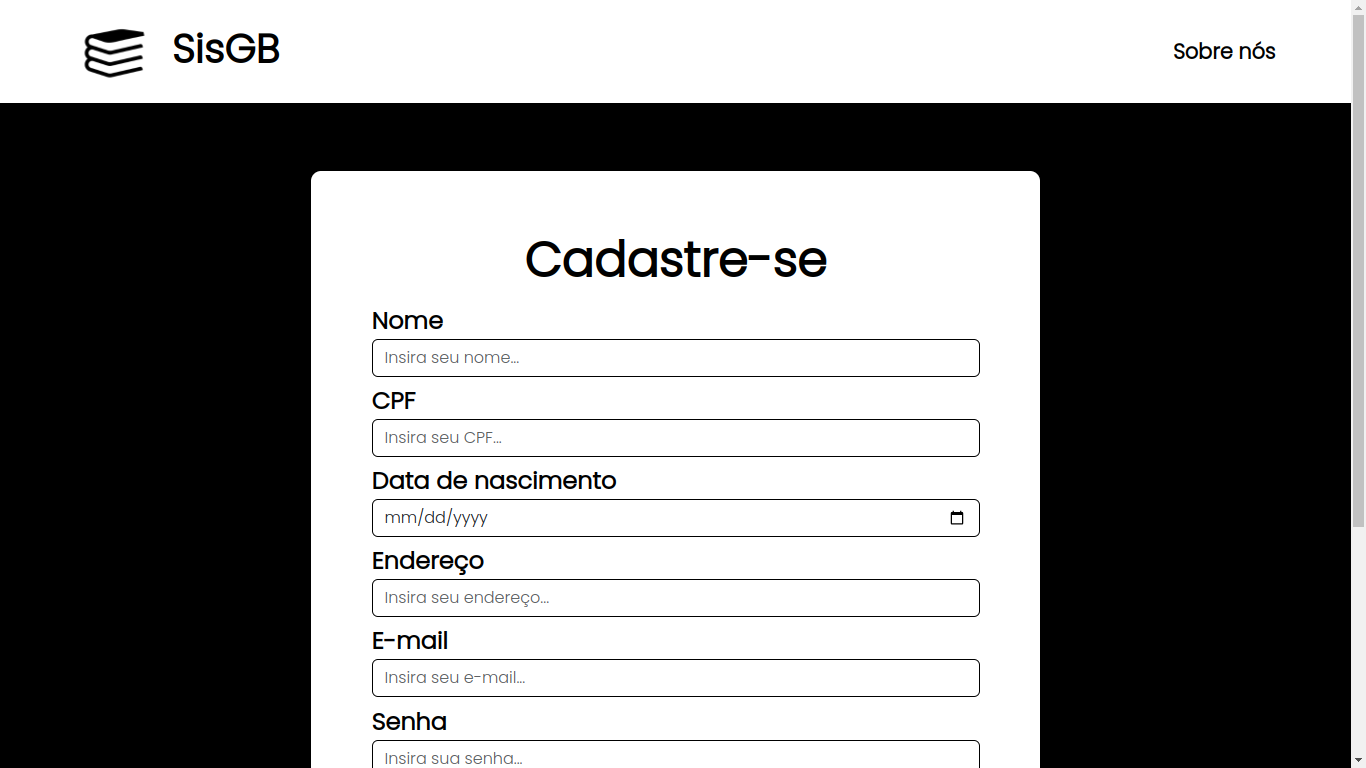 SisGB
Sobre nós
Cadastre-se
Nome
Insira seu nome...
CPF
Insira seu CPF...
Data de nascimento
mm/dd/yyyy
Endereço
Insira seu endereço...
E-mail
Insira seu e-mail...
Senha
Insira sua senha...